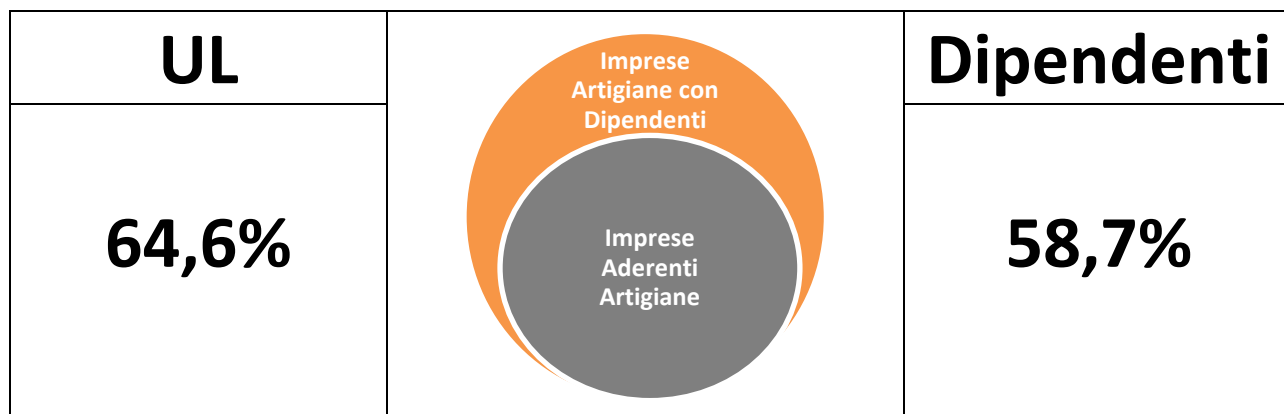 UL
Imprese
Artigiane con
Dipendenti
Dipendenti
64,6%
Imprese
Aderenti
Artigiane
58,7%